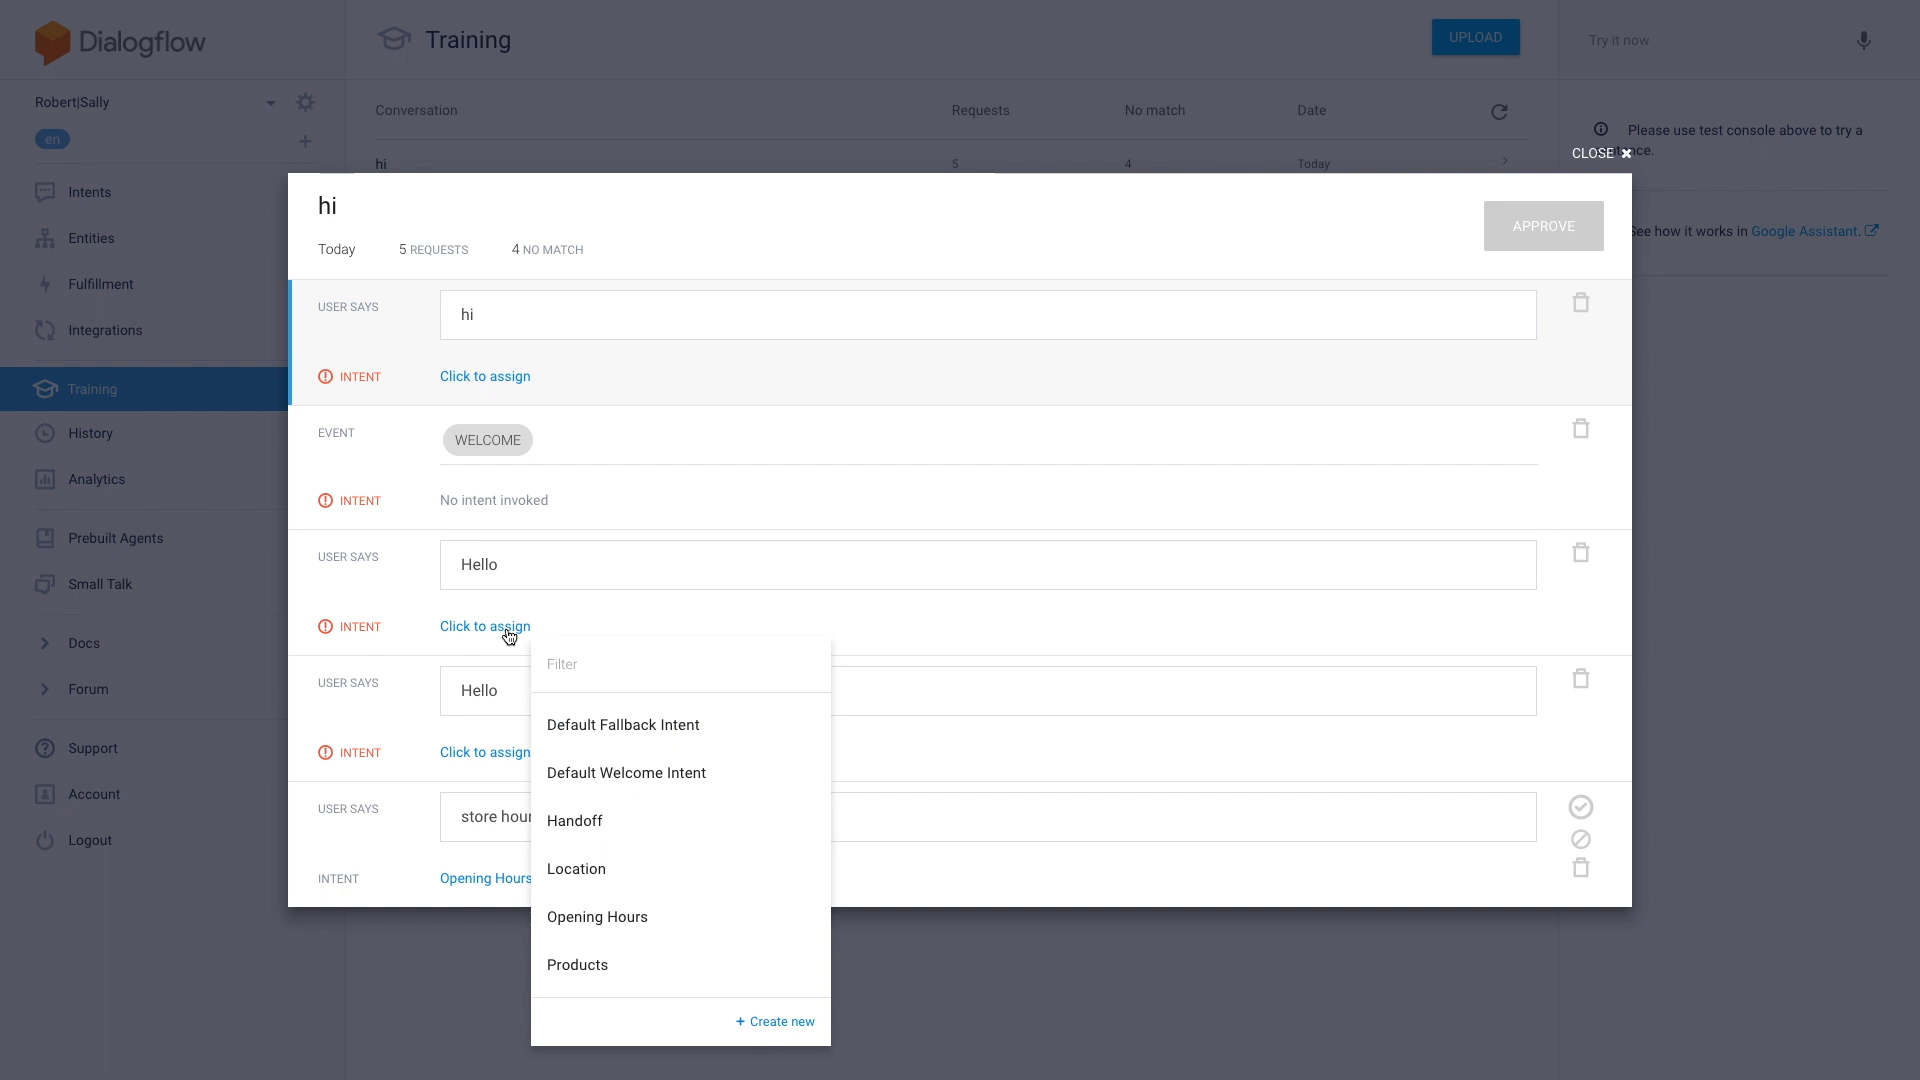 Dialogflow
Training
UPLOAD
Try it now
Robert|Sally
en
Conversation Requests No match Date
hi 5 4 Today
Please use test console above to try a
CLOSE
See how it works in Google Assistant.
Intents
Entities
Fulfillment
Integrations
Training
History
Analytics
Prebuilt Agents
Small Talk
Docs
Forum
Support
Account
Logout
hi
Today 5 REQUESTS 4 NO MATCH
APPROVE
USER SAYS hi
INTENT Click to assign
EVENT WELCOME
INTENT No intent invoked
USER SAYS Hello
INTENT Click to assign
USER SAYS Hello
INTENT Click to assign
USER SAYS store hour
INTENT Opening Hours
Filter
Default Fallback Intent
Default Welcome Intent
Handoff
Location
Opening Hours
Products
+ Create new